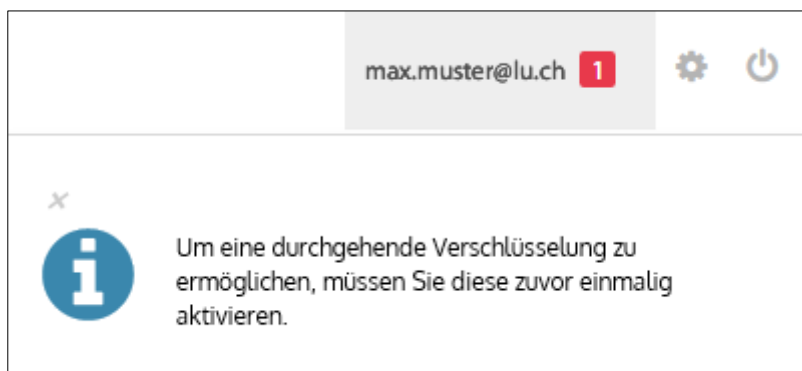 max.muster@lu.ch 1
Um eine durchgehende Verschlüsselung zu
ermöglichen, müssen Sie diese zuvor einmalig
aktivieren.